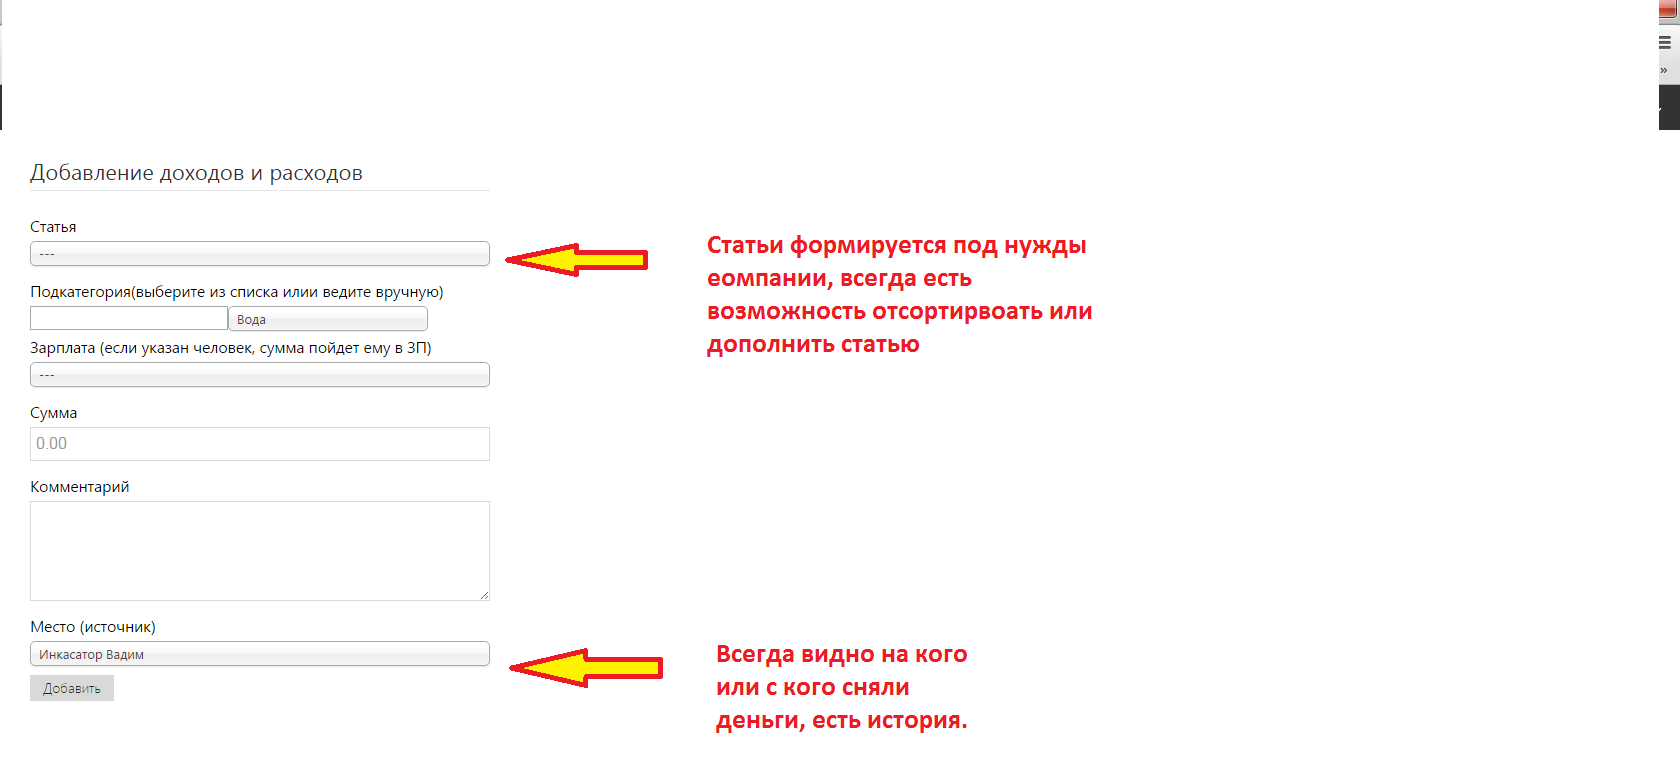 »
Добавление доходов и расходов
Статья
---
Статьи формируется под нужды
еомпании, всегда есть
возможность отсортирвоать или
дополнить статью
Подкатегория(выберите из списка илии ведите вручную)
Вода
Зарплата (если указан человек, сумма пойдет ему в ЗП)
---
Сумма
0.00
Комментарий
Место (источник)
Инкасатор Вадим
Добавить
Всегда видно на кого
или с кого сняли
деньги, есть история.